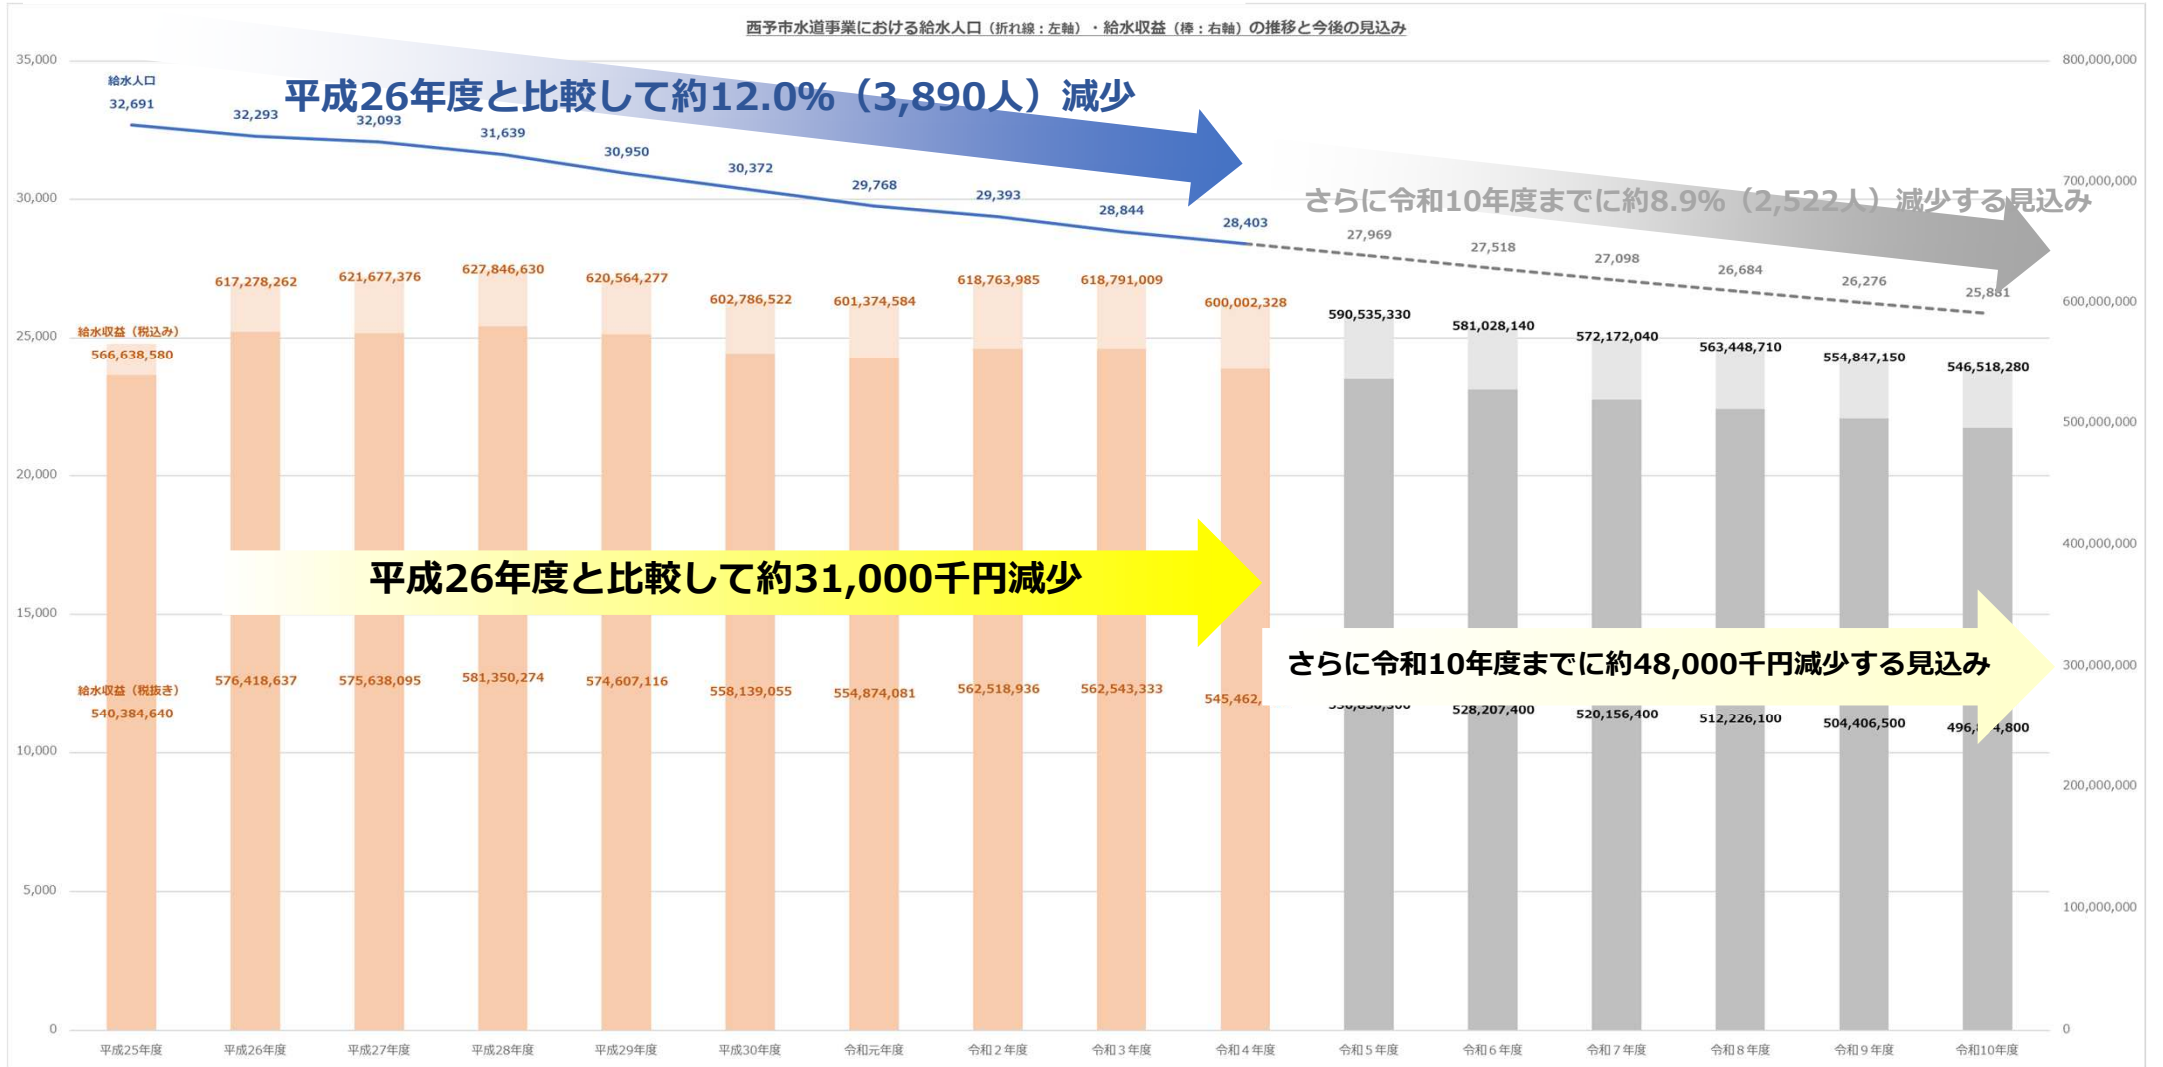 西予市水道事業における給水人口（折れ線：左軸）・給水収益（棒：右軸）の推移と今後の見込み
35,000
30,000
25,000
20,000
15,000
10,000
5,000
0
800,000,000
700,000,000
600,000,000
500,000,000
400,000,000
300,000,000
200,000,000
100,000,000
0
平成26年度と比較して約12.0%（3,890人）減少
さらに令和10年度までに約8.9%（2,522人）減少する見込み
給水人口
32,691
32,293
32,093
31,639
30,950
30,372
29,768
29,393
28,844
28,403
27,969
27,518
27,098
26,684
26,276
25,881
給水収益（税込み）
566,638,580
617,278,262
621,677,376
627,846,630
620,564,277
602,786,522
601,374,584
618,763,985
618,791,009
600,002,328
590,535,330
581,028,140
572,172,040
563,448,710
554,847,150
546,518,280
平成26年度と比較して約31,000千円減少
さらに令和10年度までに約48,000千円減少する見込み
給水収益（税抜き）
540,384,640
576,418,637
575,638,095
581,350,274
574,607,116
558,139,055
554,874,081
562,518,936
562,543,333
545,462,
528,207,400
520,156,400
512,226,100
504,406,500
平成25年度
平成26年度
平成27年度
平成28年度
平成29年度
平成30年度
令和元年度
令和２年度
令和３年度
令和４年度
令和５年度
令和６年度
令和７年度
令和８年度
令和９年度
令和10年度